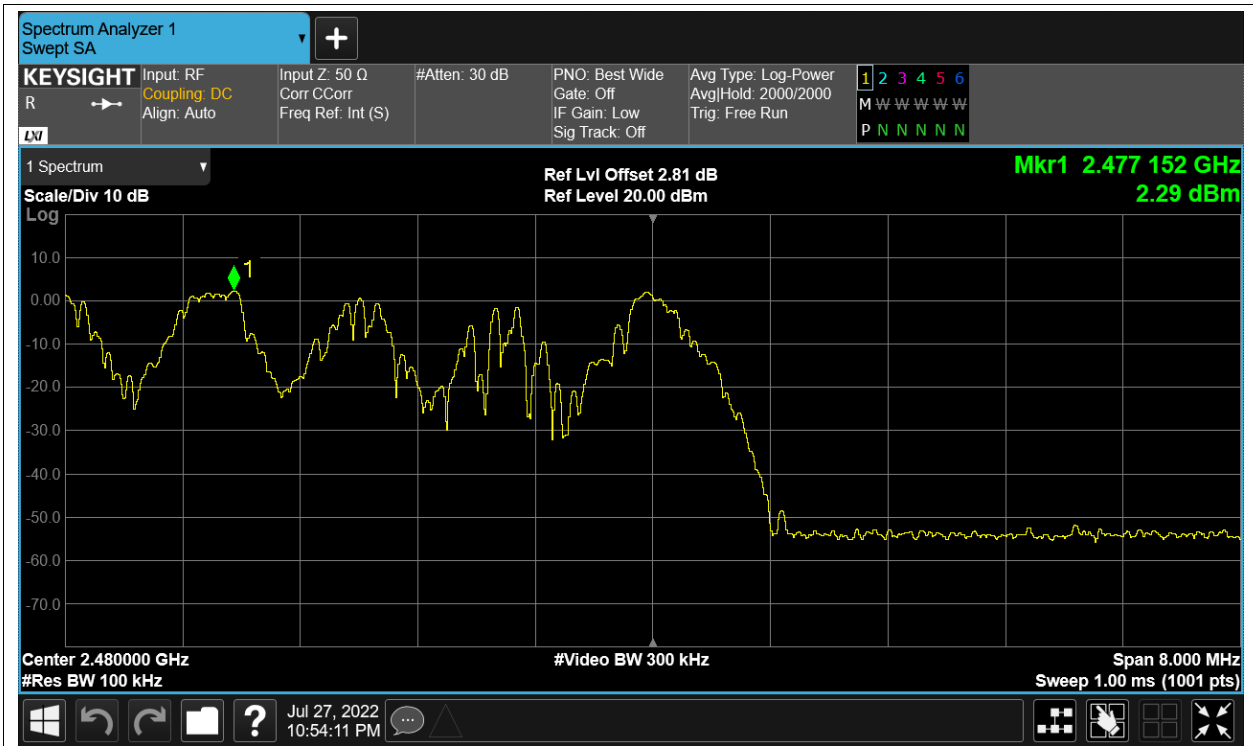 Spectrum Analyzer 1
Swept SA
KEYSIGHT
R
LXI
Input: RF
Coupling: DC
Align: Auto
Input Z: 50 Ω
Corr CCorr
Freq Ref: Int (S)
#Atten: 30 dB
PNO: Best Wide
Gate: Off
IF Gain: Low
Sig Track: Off
Avg Type: Log-Power
Avg|Hold: 2000/2000
Trig: Free Run
1 2 3 4 5 6
M W W W W W
P N N N N N
1 Spectrum
Scale/Div 10 dB
Log
Ref Lvl Offset 2.81 dB
Ref Level 20.00 dBm
Mkr1 2.477 152 GHz
2.29 dBm
1
10.0
0.00
-10.0
-20.0
-30.0
-40.0
-50.0
-60.0
-70.0
Center 2.480000 GHz
#Video BW 300 kHz
Span 8.000 MHz
#Res BW 100 kHz
Sweep 1.00 ms (1001 pts)
?
Jul 27, 2022
10:54:11 PM